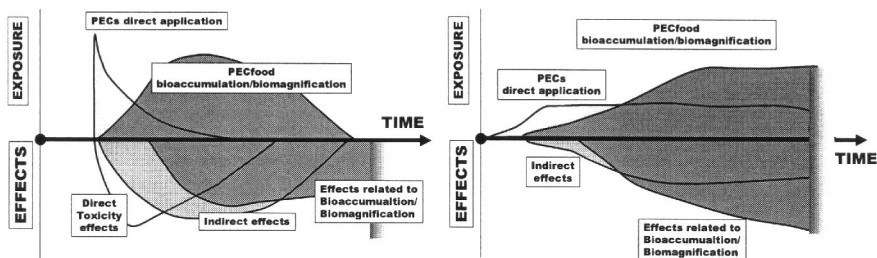 EXPOSURE
EFFECTS
PECs direct application
PECfood
bioaccumulation/biomagnification
TIME
Direct
Toxicity
effects
Indirect effects
Effects related to
Bioaccumualtion/
Biomagnification
EXPOSURE
EFFECTS
PECfood
bioaccumulation/biomagnification
PECs
direct application
TIME
Indirect
effects
Effects related to
Bioaccumualtion/
Biomagnification